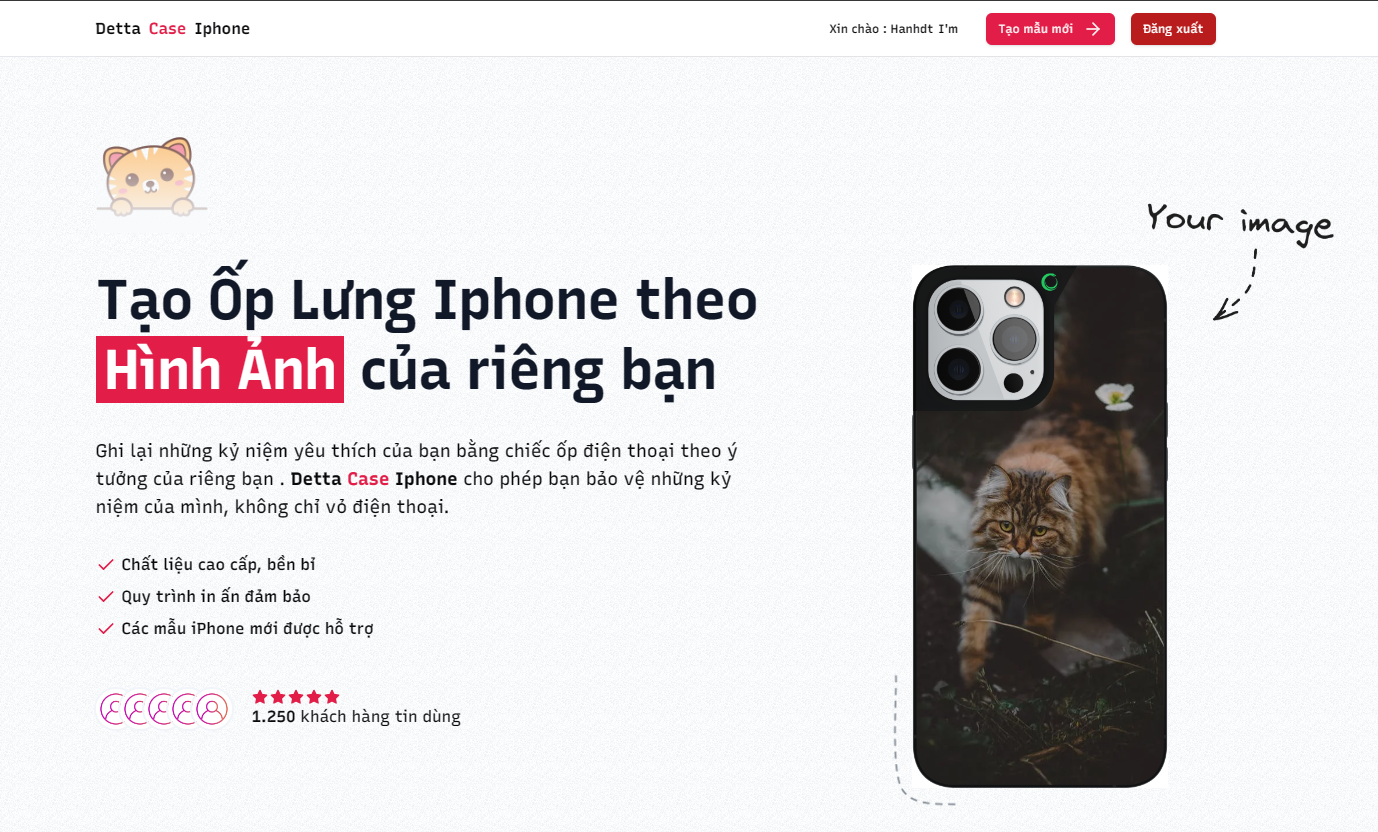 Detta Case Iphone
Xin chào : Hanhdt I'm
Tạo mẫu mới
Đăng xuất
Your image
Tạo Ốp Lưng Iphone theo
Hình Ảnh của riêng bạn
Ghi lại những kỷ niệm yêu thích của bạn bằng chiếc ốp điện thoại theo ý
tưởng của riêng bạn . Detta Case Iphone cho phép bạn bảo vệ những kỷ
niệm của mình, không chỉ vỏ điện thoại.
Chất liệu cao cấp, bền bỉ
Quy trình in ấn đảm bảo
Các mẫu iPhone mới được hỗ trợ
1.250 khách hàng tin dùng